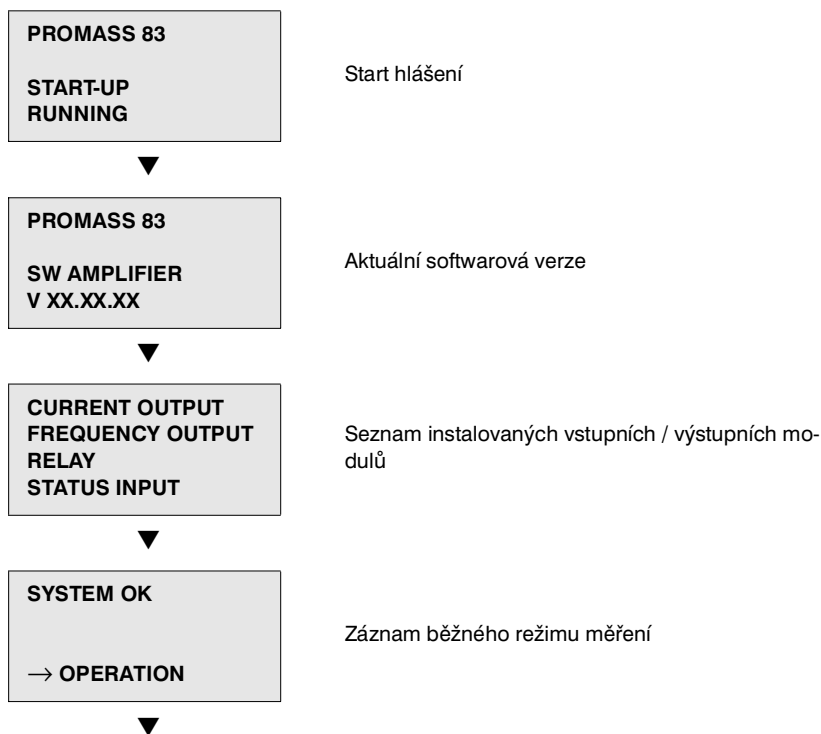 PROMASS 83
START-UP
RUNNING
Start hlášení
▼
PROMASS 83
SW AMPLIFIER
V XX.XX.XX
Aktuální softwarová verze
▼
CURRENT OUTPUT
FREQUENCY OUTPUT
RELAY
STATUS INPUT
Seznam instalovaných vstupních / výstupních mo-
dulů
▼
SYSTEM OK
→ OPERATION
Záznam běžného režimu měření
▼